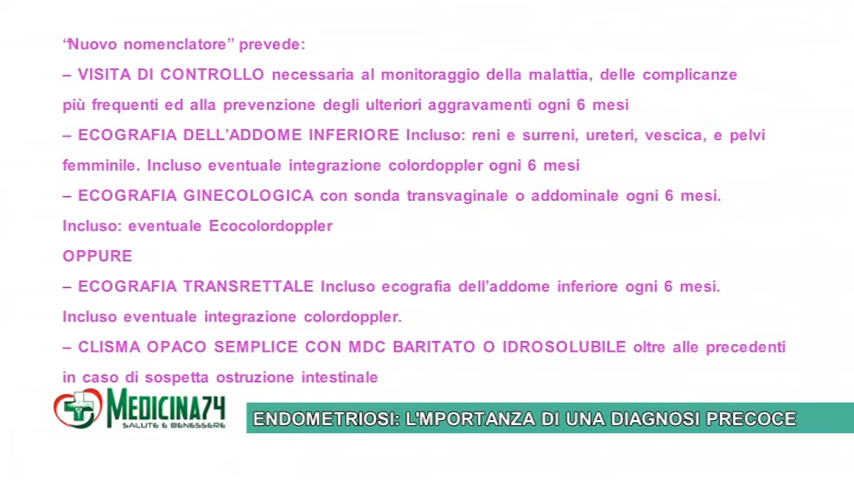 “Nuovo nomenclatore” prevede:
– VISITA DI CONTROLLO necessaria al monitoraggio della malattia, delle complicanze
più frequenti ed alla prevenzione degli ulteriori aggravamenti ogni 6 mesi
– ECOGRAFIA DELL’ADDOME INFERIORE Incluso: reni e surreni, ureteri, vescica, e pelvi
femminile. Incluso eventuale integrazione colordoppler ogni 6 mesi
– ECOGRAFIA GINECOLOGICA con sonda transvaginale o addominale ogni 6 mesi.
Incluso: eventuale Ecocolordoppler
OPPURE
– ECOGRAFIA TRANSRETTALE Incluso ecografia dell’addome inferiore ogni 6 mesi.
Incluso eventuale integrazione colordoppler.
– CLISMA OPACO SEMPLICE CON MDC BARITATO O IDROSOLUBILE oltre alle precedenti
in caso di sospetta ostruzione intestinale
MEDICINA74
SALUTE E BENESSERE
ENDOMETRIOSI: L'MPORTANZA DI UNA DIAGNOSI PRECOCE